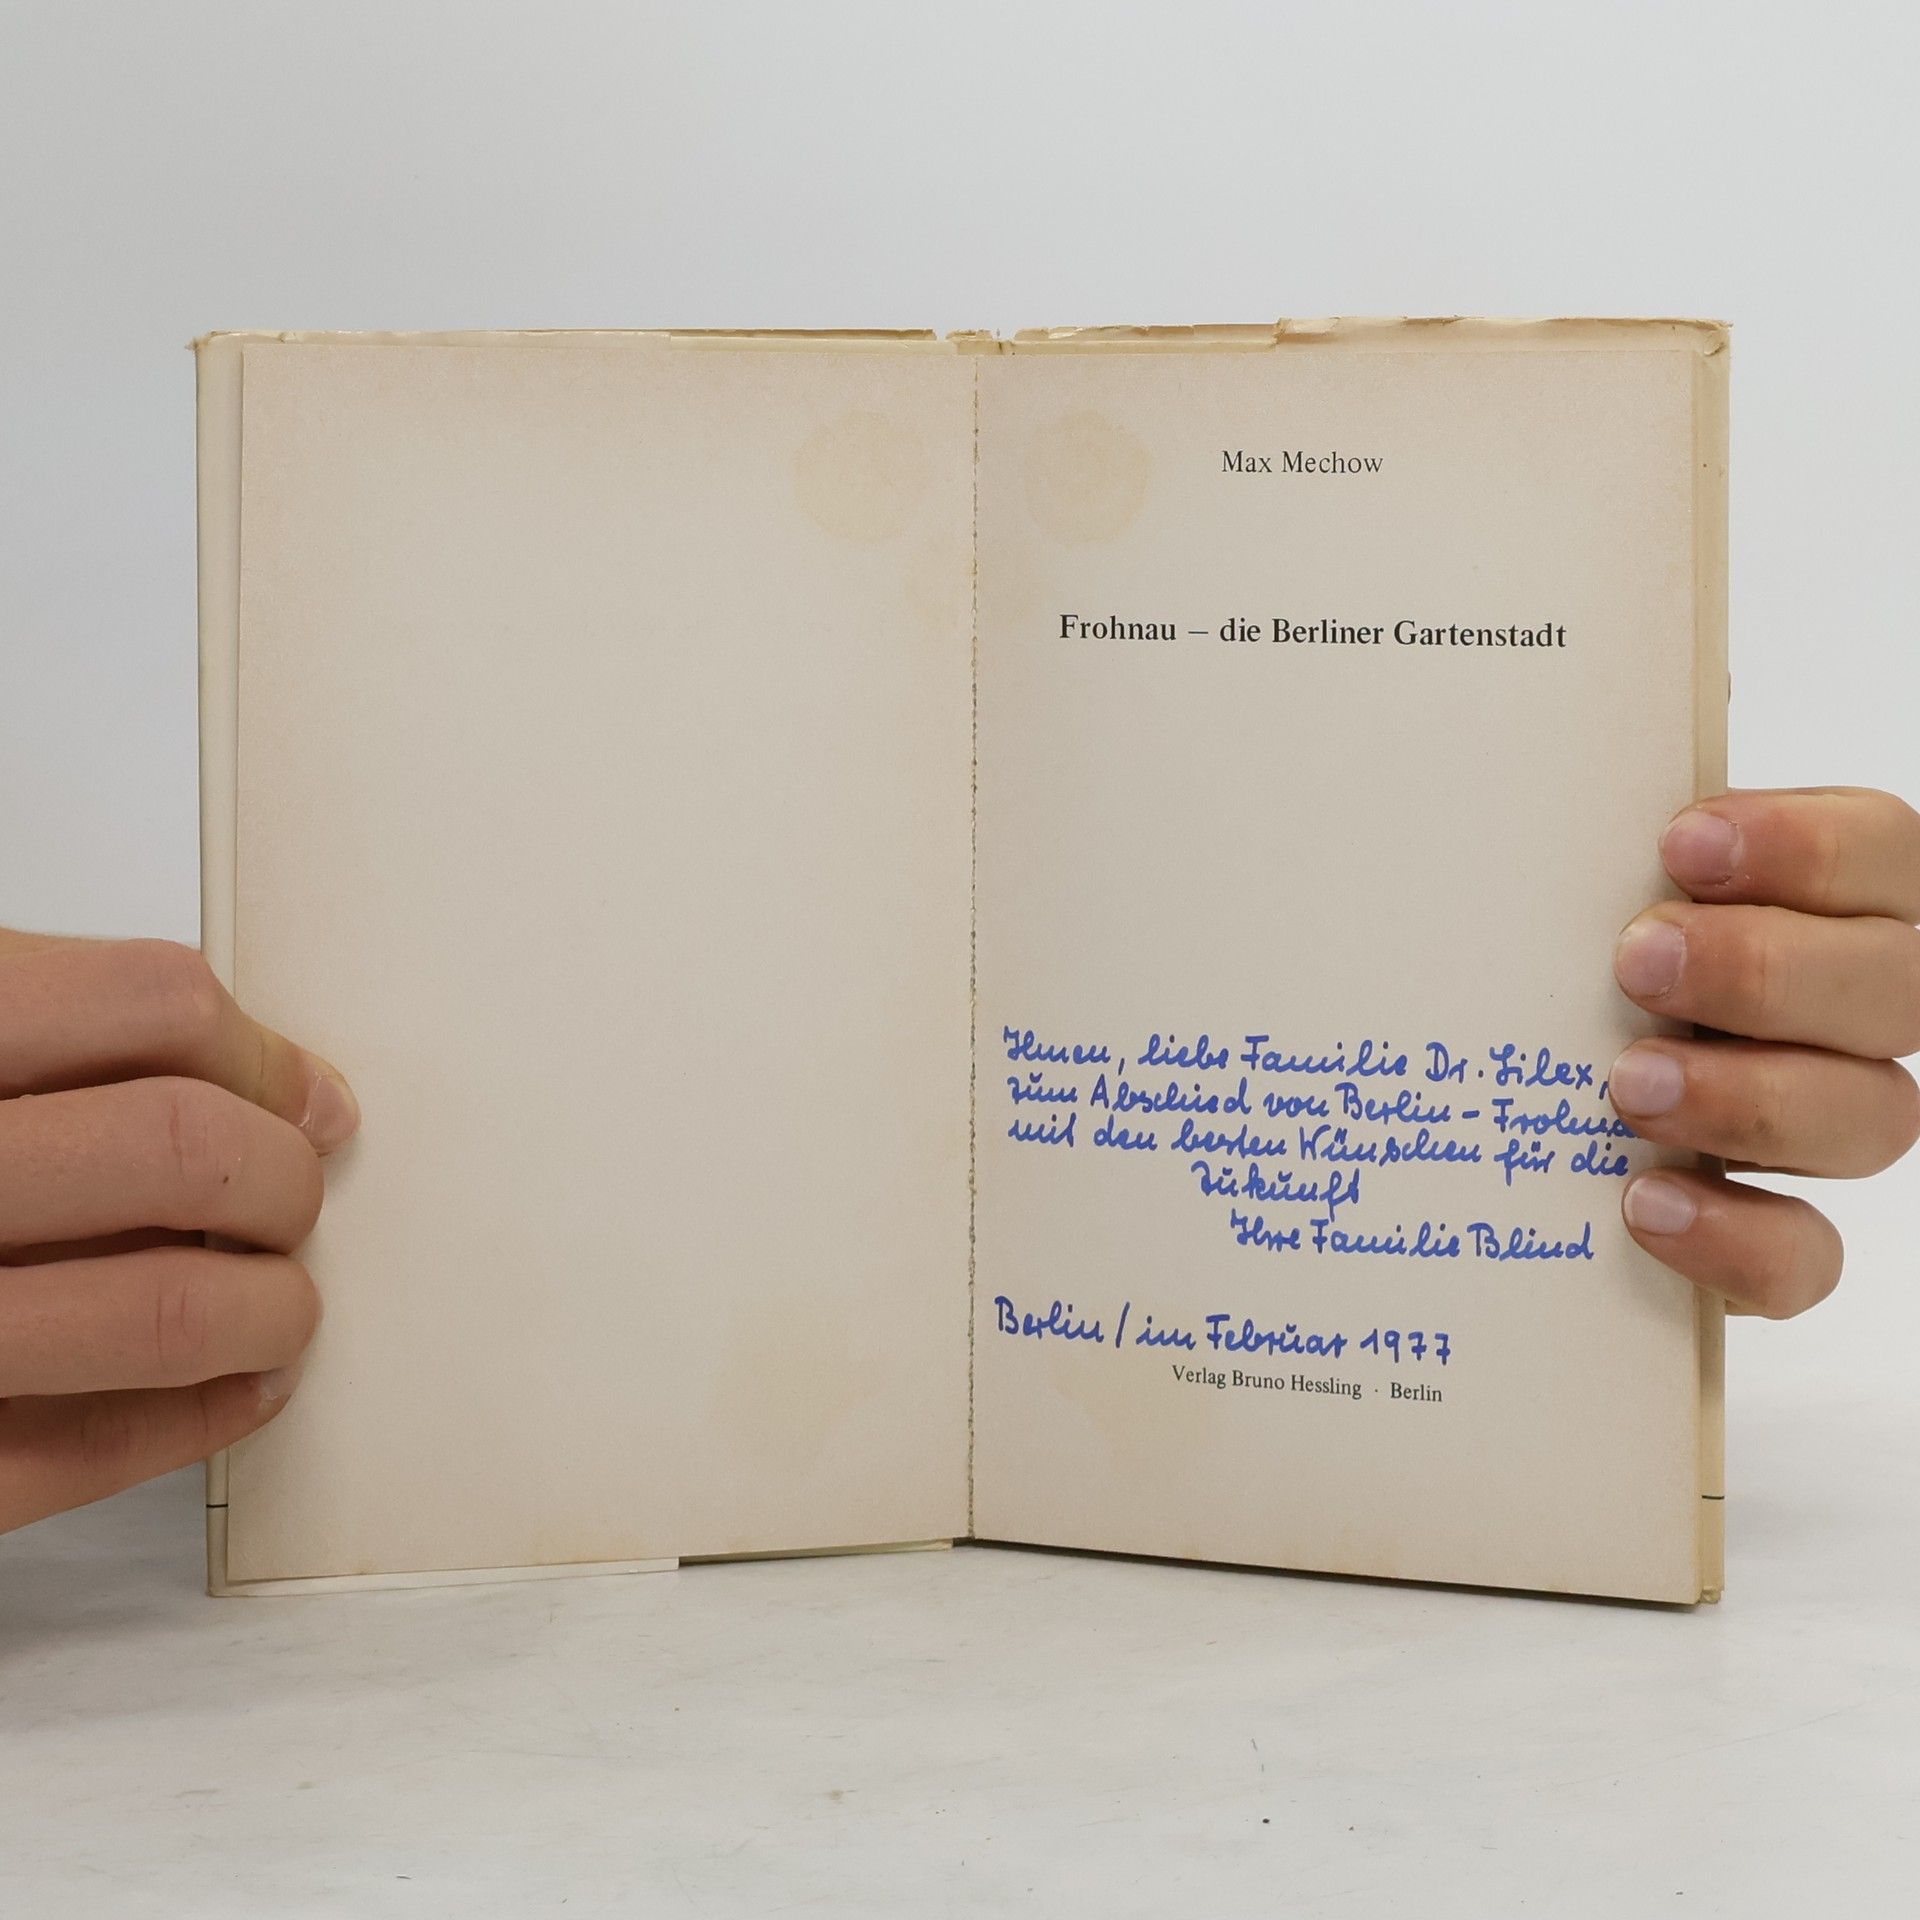 Max Mechow
Frohnau – die Berliner Gartenstadt
Ihnen, liebe Familie Dr. Silex,
zum Abschied von Berlin – Frohna
mit den besten Wünschen für die
Zukunft
Ihre Familie Blind
Berlin / im Februar 1977
Verlag Bruno Hessling · Berlin